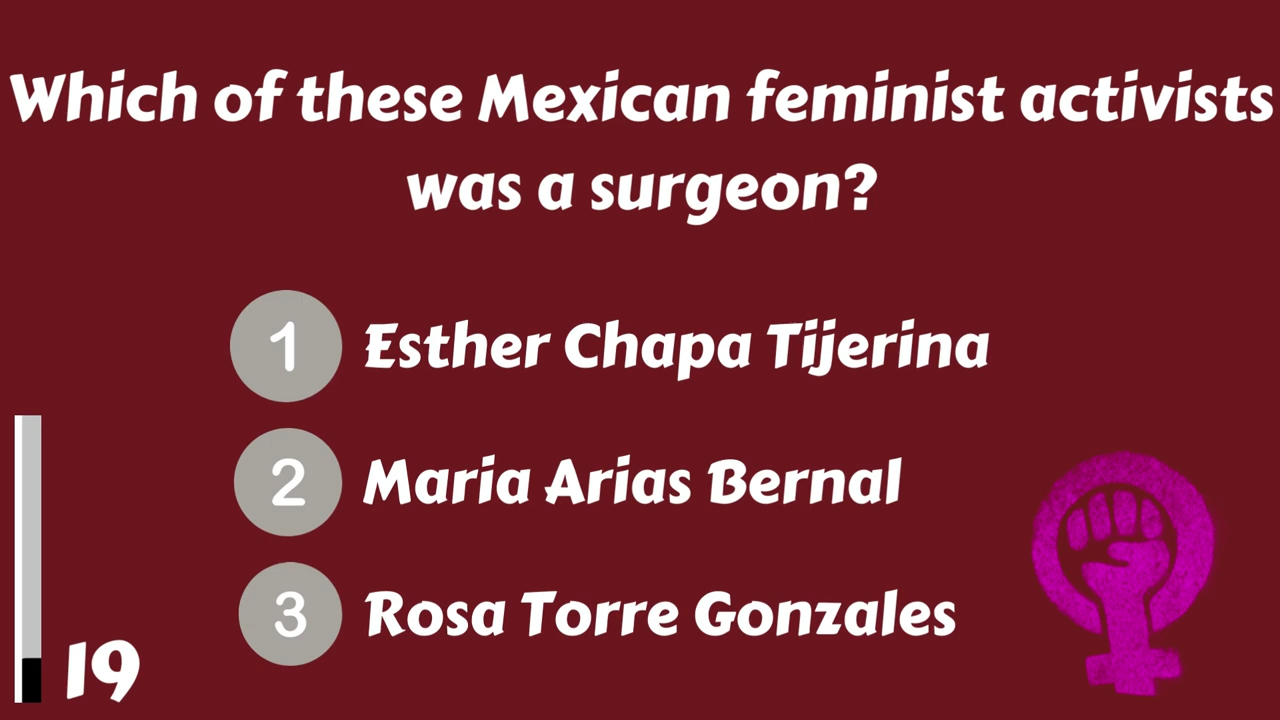 Which of these Mexican feminist activists
was a surgeon?
1 Esther Chapa Tijerina
2 Maria Arias Bernal
3 Rosa Torre Gonzales
19